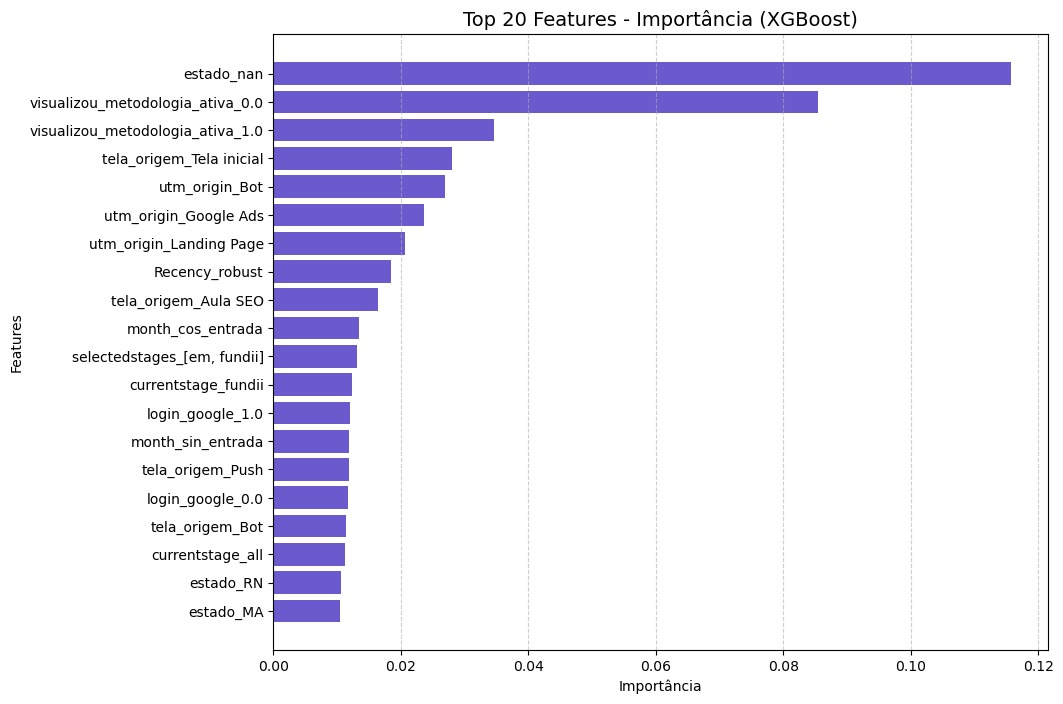 Top 20 Features - Importância (XGBoost)
Features
estado_nan
visualizou_metodologia_ativa_0.0
visualizou_metodologia_ativa_1.0
tela_origem_Tela inicial
utm_origin_Bot
utm_origin_Google Ads
utm_origin_Landing Page
Recency_robust
tela_origem_Aula SEO
month_cos_entrada
selectedstages_[em, fundii]
currentstage_fundii
login_google_1.0
month_sin_entrada
tela_origem_Push
login_google_0.0
tela_origem_Bot
currentstage_all
estado_RN
estado_MA
0.00 0.02 0.04 0.06 0.08 0.10 0.12
Importância